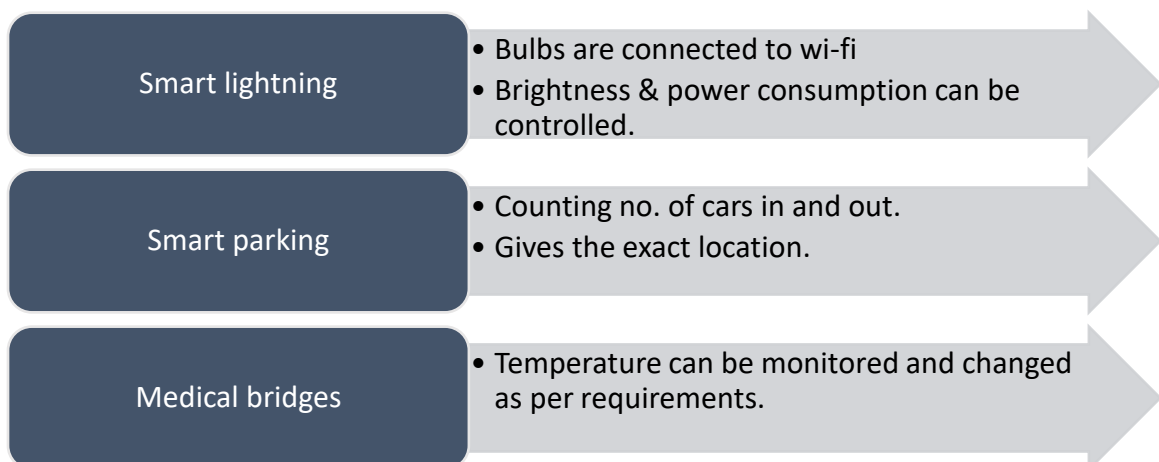 Smart lightning
• Bulbs are connected to wi-fi
• Brightness & power consumption can be
controlled.
Smart parking
• Counting no. of cars in and out.
• Gives the exact location.
Medical bridges
• Temperature can be monitored and changed
as per requirements.